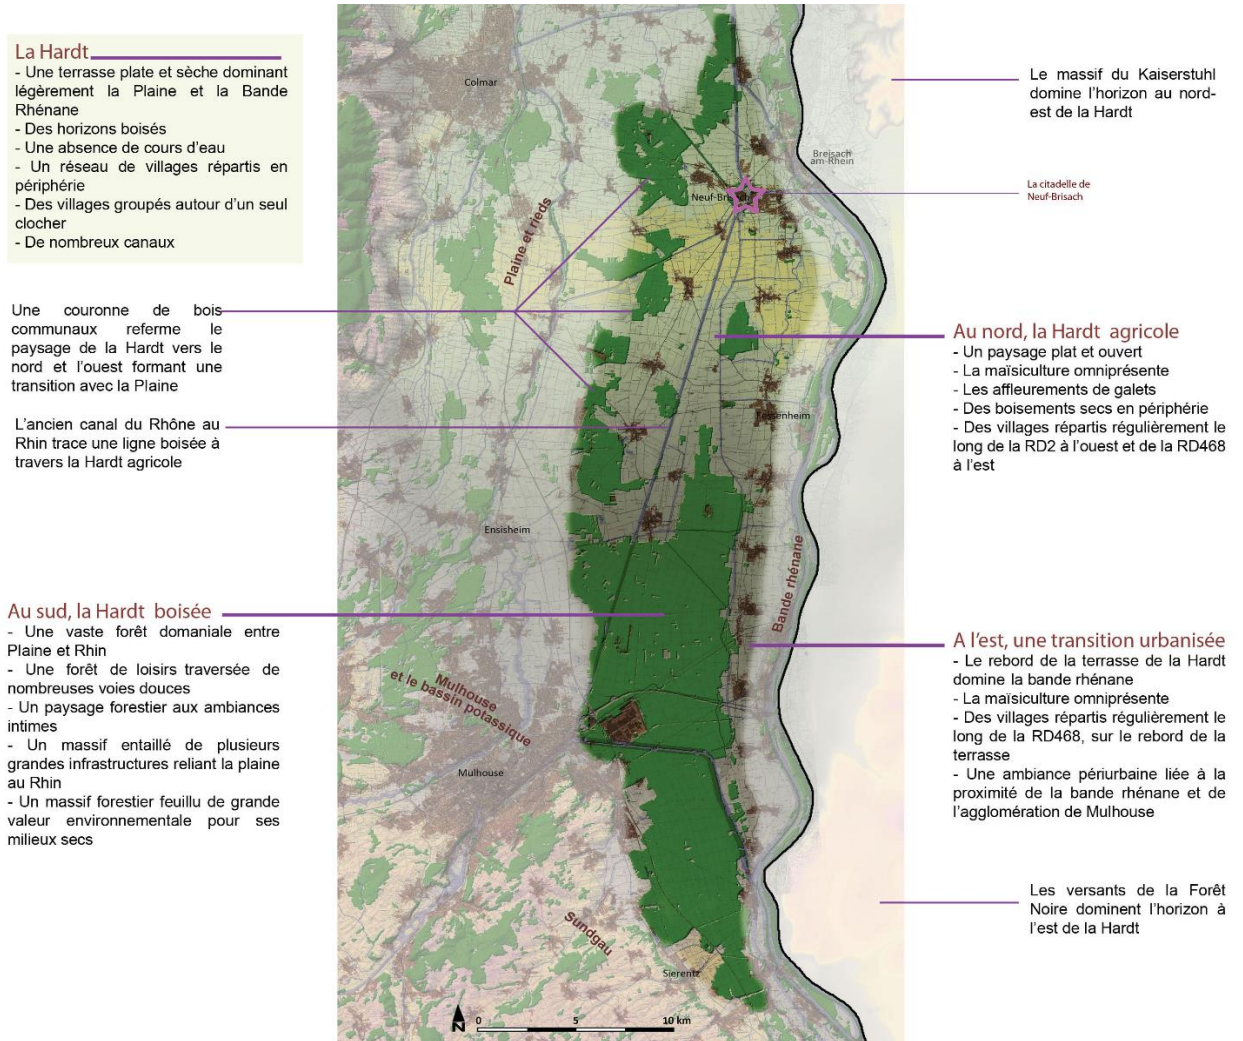 La Hardt
- Une terrasse plate et sèche dominant
légèrement la Plaine et la Bande
Rhénane
- Des horizons boisés
- Une absence de cours d'eau
- Un réseau de villages répartis en
périphérie
- Des villages groupés autour d'un seul
clocher
- De nombreux canaux
Une couronne de bois
communaux referme le
paysage de la Hardt vers le
nord et l'ouest formant une
transition avec la Plaine
L'ancien canal du Rhône au
Rhin trace une ligne boisée à
travers la Hardt agricole
Au sud, la Hardt boisée
- Une vaste forêt domaniale entre
Plaine et Rhin
- Une forêt de loisirs traversée de
nombreuses voies douces
- Un paysage forestier aux ambiances
intimes
- Un massif entaillé de plusieurs
grandes infrastructures reliant la plaine
au Rhin
- Un massif forestier feuillu de grande
valeur environnementale pour ses
milieux secs
Colmar
Breisach
am-Rhein
Neuf-Brisach
Plaine et rieds
Fessenheim
Ensisheim
Bande rhénane
Mulhouse
et le bassin potassique
Mulhouse
Sundgau
Sierentz
N
0 5 10 km
Le massif du Kaiserstuhl
domine l'horizon au nord-
est de la Hardt
La citadelle de
Neuf-Brisach
Au nord, la Hardt agricole
- Un paysage plat et ouvert
- La maïsiculture omniprésente
- Les affleurements de galets
- Des boisements secs en périphérie
- Des villages répartis régulièrement le
long de la RD2 à l'ouest et de la RD468
à l'est
A l'est, une transition urbanisée
- Le rebord de la terrasse de la Hardt
domine la bande rhénane
- La maïsiculture omniprésente
- Des villages répartis régulièrement le
long de la RD468, sur le rebord de la
terrasse
- Une ambiance périurbaine liée à la
proximité de la bande rhénane et de
l'agglomération de Mulhouse
Les versants de la Forêt
Noire dominent l'horizon à
l'est de la Hardt